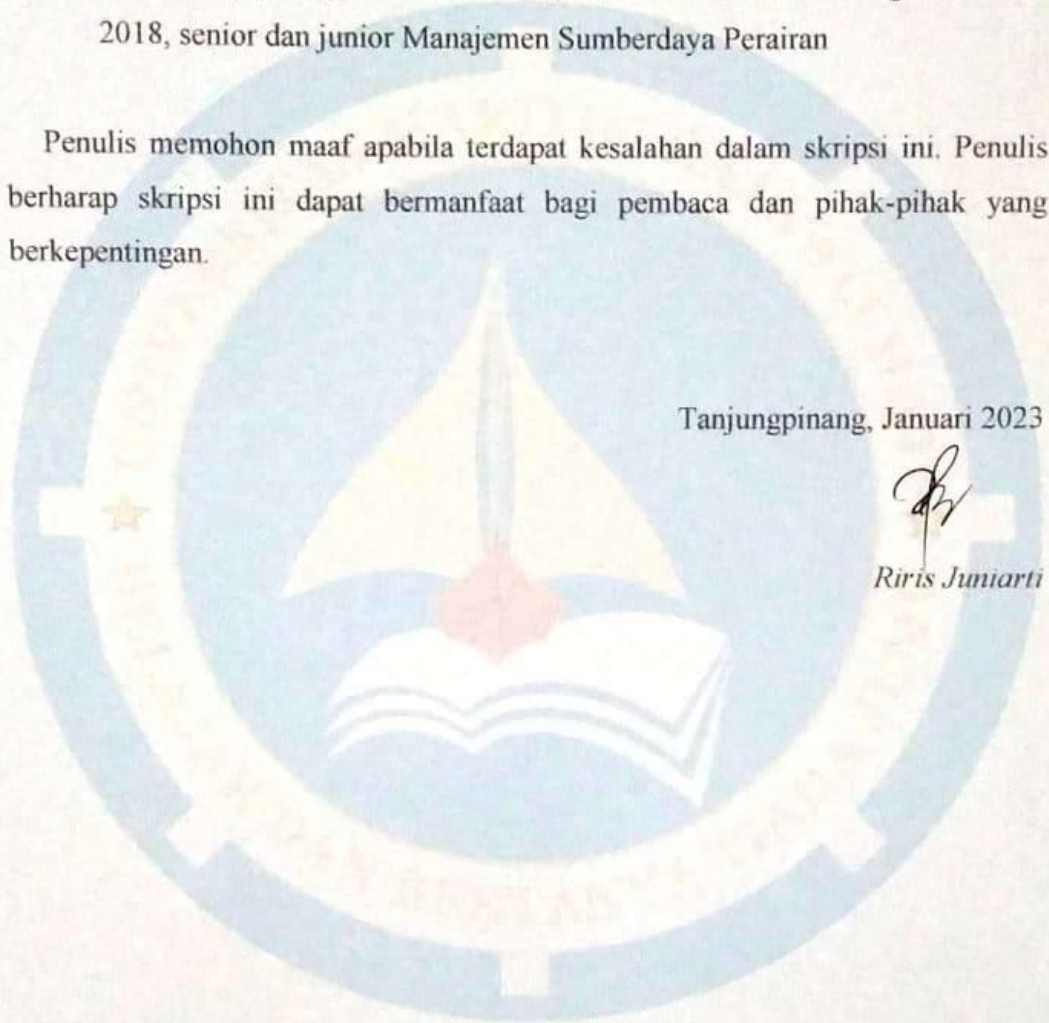 2018, senior dan junior Manajemen Sumberdaya Perairan
Penulis memohon maaf apabila terdapat kesalahan dalam skripsi ini. Penulis
berharap skripsi ini dapat bermanfaat bagi pembaca dan pihak-pihak yang
berkepentingan.
Tanjungpinang, Januari 2023
Riris Juniarti